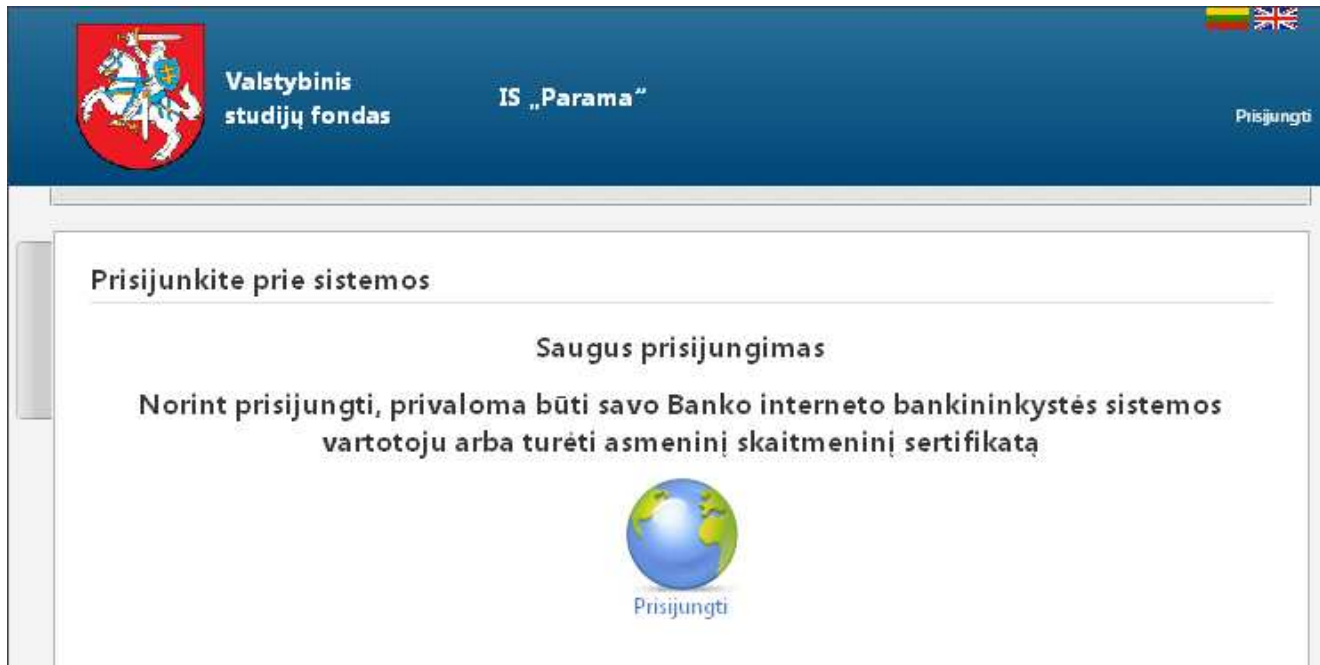 Valstybinis
studijų fondas
IS „Parama“
Prisijungti
Prisijunkite prie sistemos
Saugus prisijungimas
Norint prisijungti, privaloma būti savo Banko interneto bankininkystės sistemos
vartotoju arba turėti asmeninį skaitmeninį sertifikatą
Prisijungti